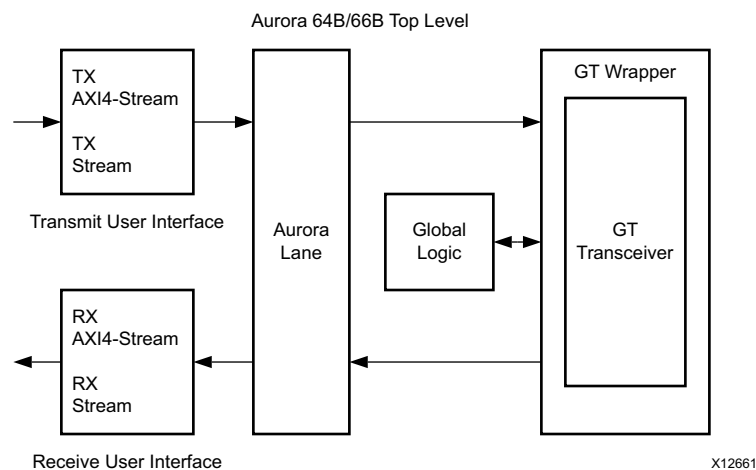 Aurora 64B/66B Top Level
TX
AXI4-Stream
TX
Stream
Transmit User Interface
Aurora
Lane
Global
Logic
GT Wrapper
GT
Transceiver
RX
AXI4-Stream
RX
Stream
Receive User Interface
X12661